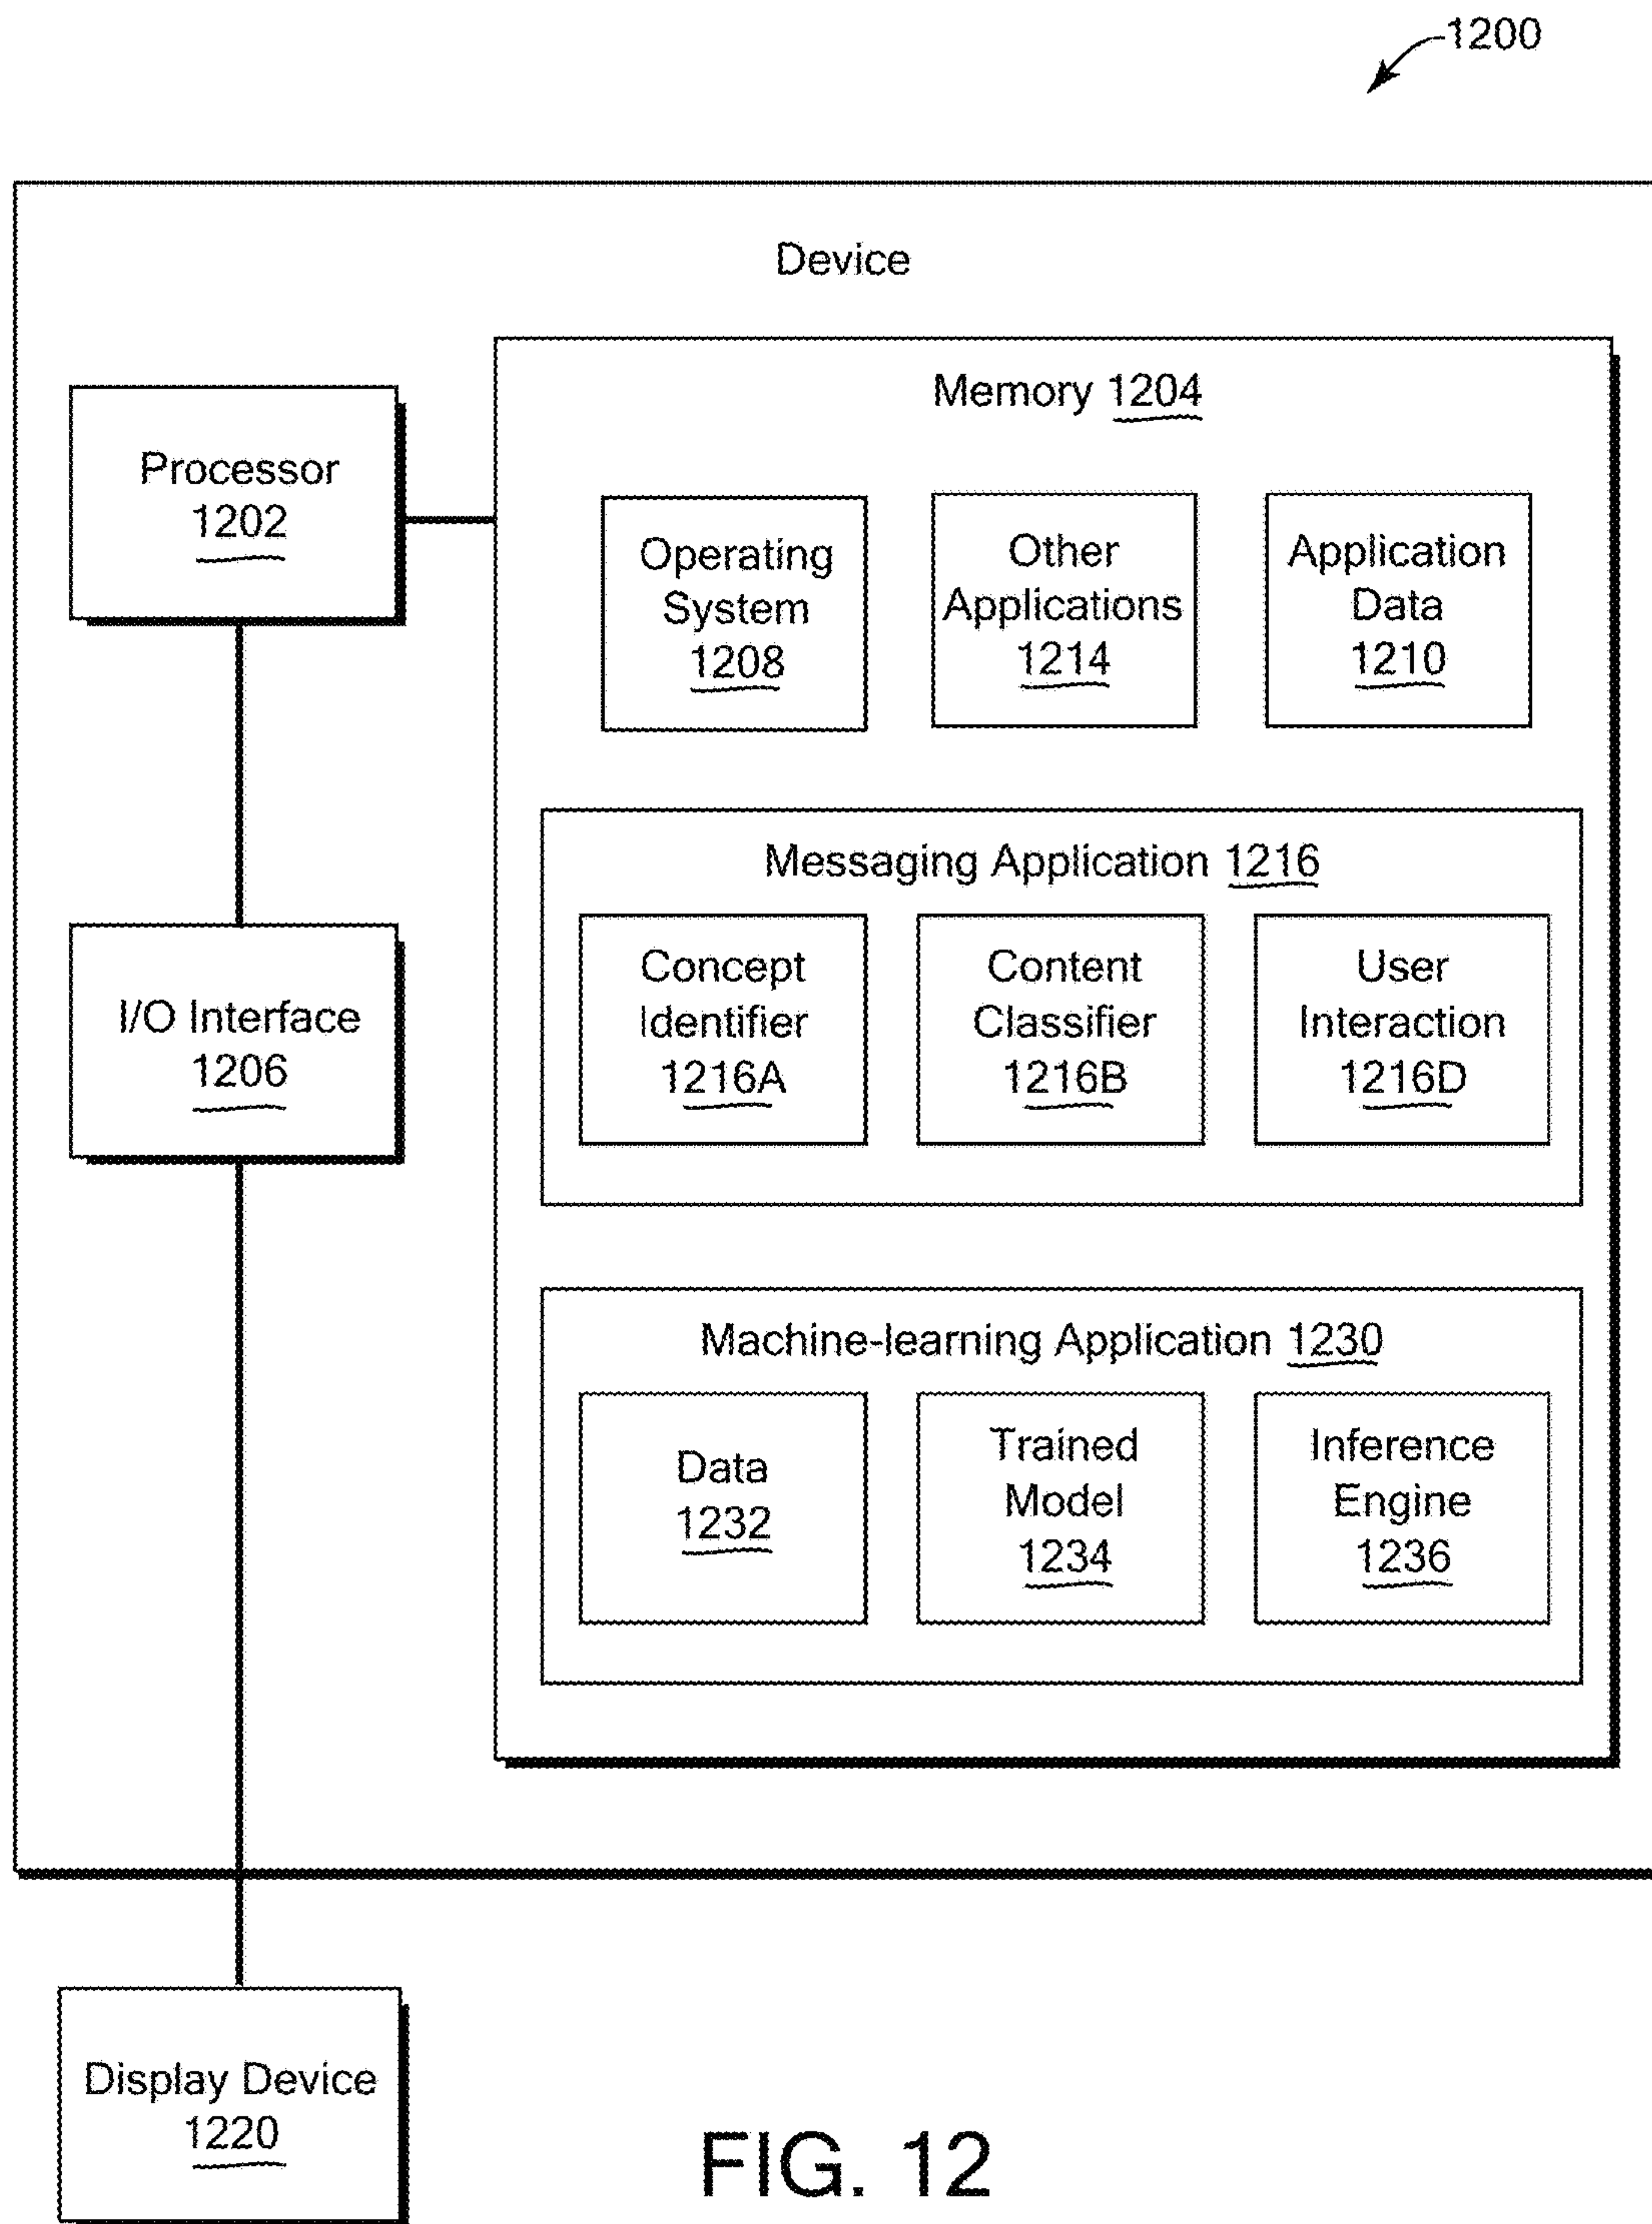 1200
Device
Memory 1204
Processor
1202
Operating
System
1208
Other
Applications
1214
Application
Data
1210
Messaging Application 1216
Concept
Identifier
1216A
Content
Classifier
1216B
User
Interaction
1216D
I/O Interface
1206
Machine-learning Application 1230
Data
1232
Trained
Model
1234
Inference
Engine
1236
Display Device
1220
FIG. 12